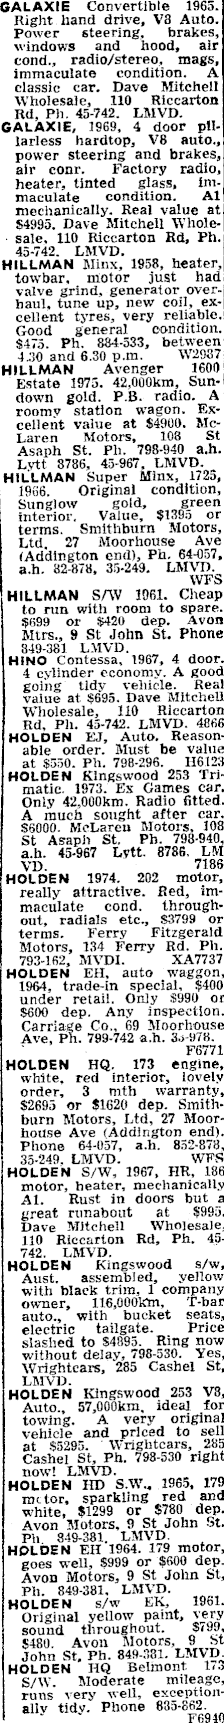 GALAXIE Convertible 1965.
Right hand drive, V8 Auto.
Power steering, brakes,
windows and hood, air
cond., radio/stereo, mags,
immaculate condition. A
classic car. Dave Mitchell
Wholesale, 110 Riccarton
Rd, Ph. 45-742. LMVD.
GALAXIE, 1969, 4 door pil-
larless hardtop, V8 auto.,
power steering and brakes,
air conr. Factory radio,
heater, tinted glass, im-
maculate condition. A1
mechanically. Real value at
$4995. Dave Mitchell Whole-
sale, 110 Riccarton Rd, Ph.
45-742. LMVD.
HILLMAN Minx, 1958, heater,
towbar, motor just had
valve grind, generator over-
haul, tune up, new coil, ex-
cellent tyres, very reliable.
Good general condition.
$475. Ph. 884-533, between
4.30 and 6.30 p.m. W2937
HILLMAN Avenger 1600
Estate 1975. 42,000km, Sun-
down gold. P.B. radio. A
roomy station wagon. Ex-
cellent value at $4900. Mc-
Laren Motors, 108 St
Asaph St. Ph. 798-940 a.h.
Lytt 8786, 45-967, LMVD.
HILLMAN Super Minx, 1725,
1966. Original condition,
Sunglow gold, green
interior. Value, $1395 or
terms. Smithburn Motors,
Ltd, 27 Moorhouse Ave
(Addington end), Ph. 64-057,
a.h. 82-878, 35-249. LMVD.
WFS
HILLMAN S/W 1961. Cheap
to run with room to spare.
$699 or $420 dep. Avon
Mtrs., 9 St John St. Phone
849-381 LMVD.
HINO Contessa, 1967, 4 door.
4 cylinder economy. A good
going tidy vehicle. Real
value at $695. Dave Mitchell
Wholesale, 110 Riccarton
Rd, Ph. 45-742. LMVD. 4866
HOLDEN EJ, Auto. Reason-
able order. Must be value
at $550. Ph. 798-296. H6123
HOLDEN Kingswood 253 Tri-
matic. 1973. Ex Games car.
Only 42,000km. Radio fitted.
A much sought after car.
$6000. McLaren Motors, 108
St Asaph St. Ph. 798-940,
a.h. 45-967 Lytt. 8786. LM
VD. 7186
HOLDEN 1974. 202 motor,
really attractive. Red, im-
maculate cond. through-
out, radials etc., $3799 or
terms. Ferry Fitzgerald
Motors, 134 Ferry Rd. Ph.
793-162, MVDI. XA7737
HOLDEN EH, auto waggon,
1964, trade-in special, $400
under retail. Only $990 or
$600 dep. Any inspection.
Carriage Co., 69 Moorhouse
Ave, Ph. 799-742 a.h. 35-978.
F6771
HOLDEN HQ. 173 engine,
white, red interior, lovely
order, 3 mth warranty,
$2695 or $1620 dep. Smith-
burn Motors, Ltd, 27 Moor-
house Ave (Addington end).
Phone 64-057, a.h. 852-878,
35-249, LMVD. WFS
HOLDEN S/W, 1967, HR, 186
motor, heater, mechanically
A1. Rust in doors but a
great runabout at $995.
Dave Mitchell Wholesale,
110 Riccarton Rd, Ph. 45-
742. LMVD.
HOLDEN Kingswood s/w,
Aust. assembled, yellow
with black trim, 1 company
owner, 116,000km, T-bar
auto., with bucket seats,
electric tailgate. Price
slashed to $4895. Ring now
without delay, 798-530. Yes,
Wrightcars, 285 Cashel St,
LMVD.
HOLDEN Kingswood 253 V8,
Auto., 57,000km, ideal for
towing. A very original
vehicle and priced to sell
at $5295. Wrightcars, 285
Cashel St, Ph. 798-530 right
now! LMVD.
HOLDEN HD S.W., 1965, 179
motor, sparkling red and
white, $1299 or $780 dep.
Avon Motors, 9 St John St.
Ph. 849-381. LMVD.
HOLDEN EH 1964. 179 motor,
goes well, $999 or $600 dep.
Avon Motors, 9 St John St,
Ph. 849-381, LMVD.
HOLDEN s/w EK, 1961.
Original yellow paint, very
sound throughout. $799,
$480. Avon Motors, 9 St
John St, Ph. 849-381. LMVD.
HOLDEN HQ Belmont 173
S/W. Moderate mileage,
runs very well, exception-
ally tidy. Phone 835-862.
F6940